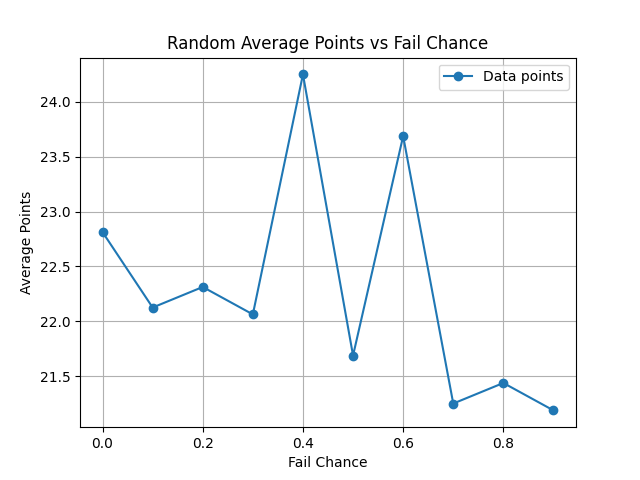 Random Average Points vs Fail Chance
Data points
24.0
23.5
23.0
22.5
22.0
21.5
Average Points
0.0 0.2 0.4 0.6 0.8
Fail Chance